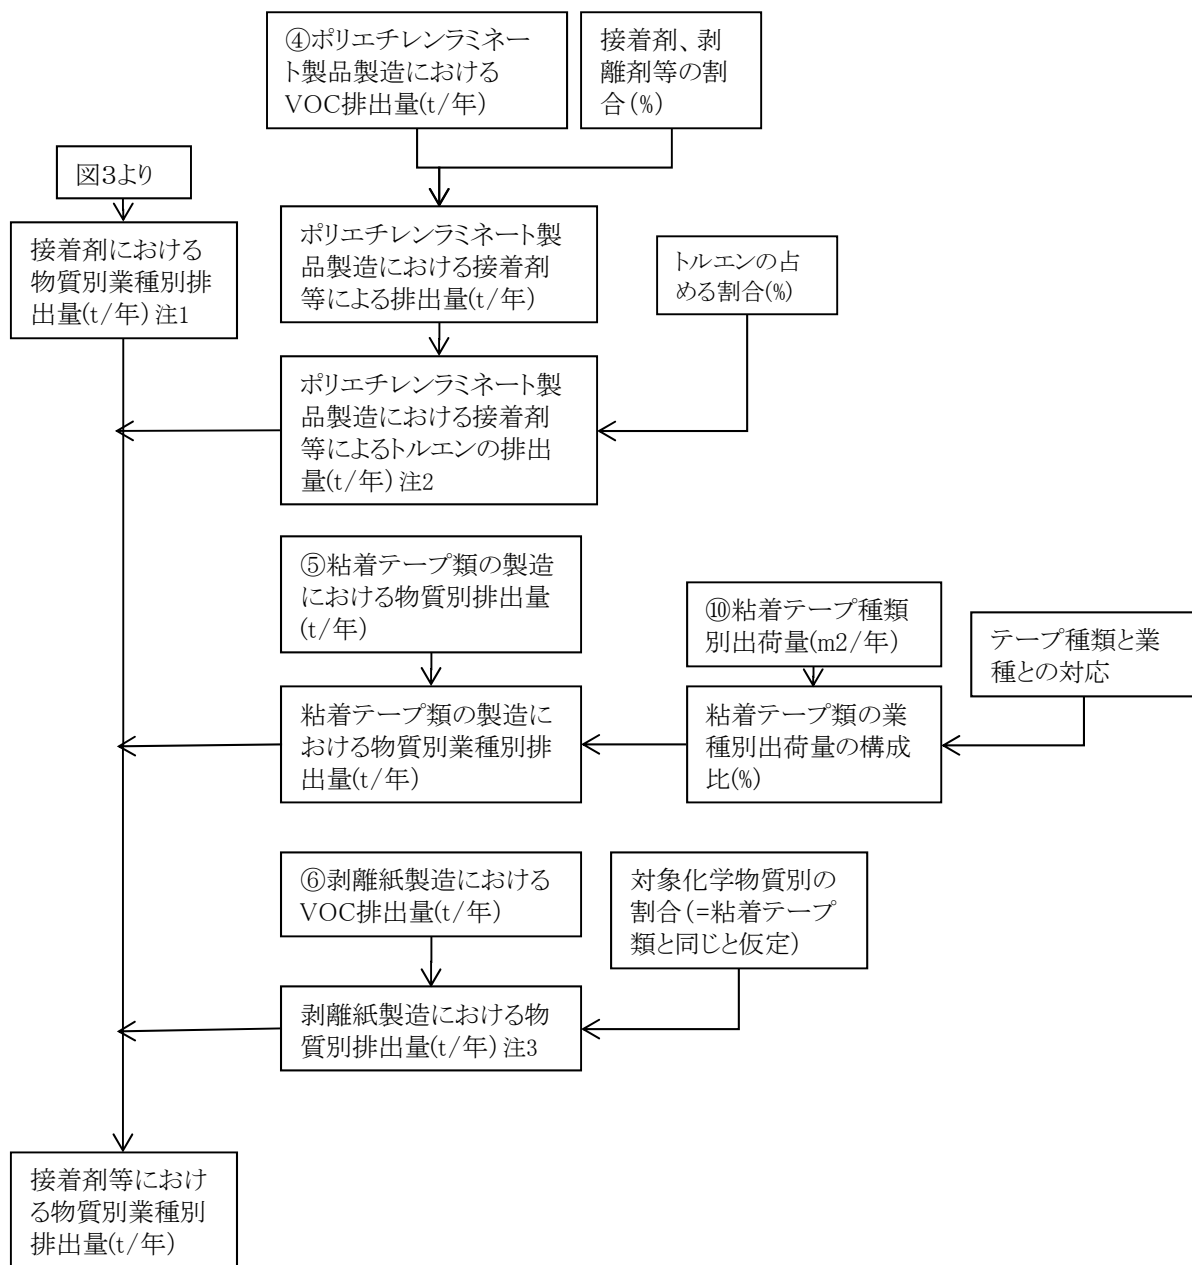 ④ポリエチレンラミネー
ト製品製造における
VOC排出量(t/年)
接着剤、剥
離剤等の割
合(%)
図3より
接着剤における
物質別業種別排
出量(t/年)注1
ポリエチレンラミネート製
品製造における接着剤
等による排出量(t/年)
トルエンの占
める割合(%)
ポリエチレンラミネート製
品製造における接着剤
等によるトルエンの排出
量(t/年)注2
⑤粘着テープ類の製造
における物質別排出量
(t/年)
⑩粘着テープ種類
別出荷量(m2/年)
テープ種類と業
種との対応
粘着テープ類の製造に
おける物質別業種別排
出量(t/年)
粘着テープ類の業
種別出荷量の構成
比(%)
⑥剥離紙製造における
VOC排出量(t/年)
対象化学物質別の
割合(=粘着テープ
類と同じと仮定)
剥離紙製造における物
質別排出量(t/年)注3
接着剤等におけ
る物質別業種別
排出量(t/年)